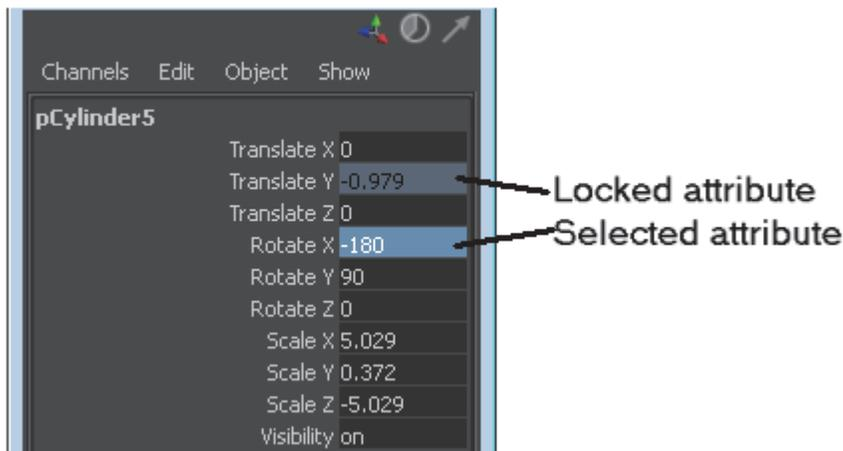 Channels Edit Object Show
pCylinder5
Translate X 0
Translate Y -0.979
Locked attribute
Translate Z 0
Selected attribute
Rotate X -180
Rotate Y 90
Rotate Z 0
Scale X 5.029
Scale Y 0.372
Scale Z -5.029
Visibility on